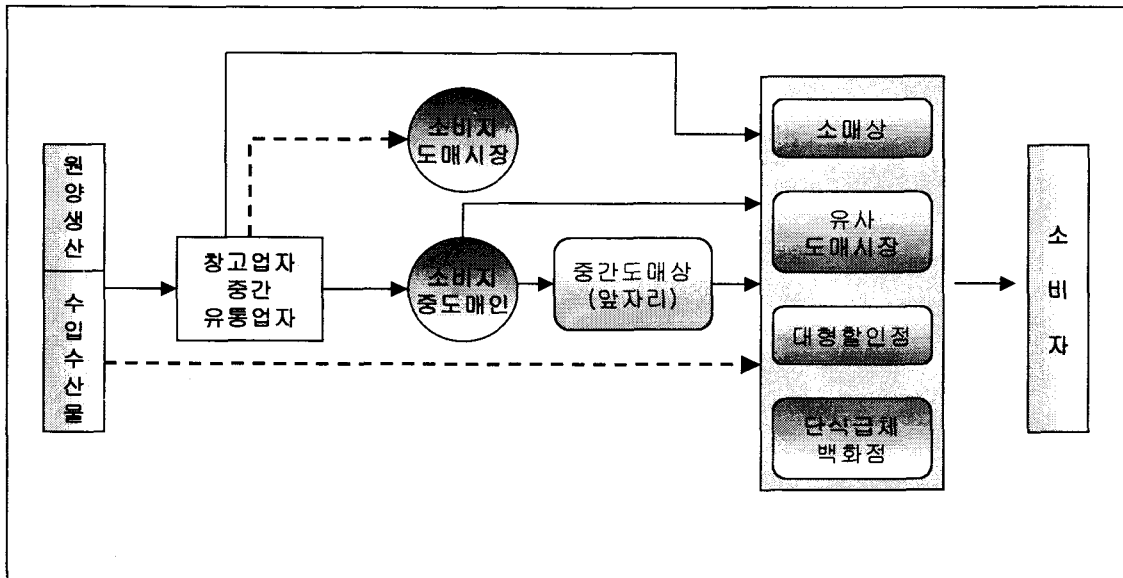 원
양
생
산
수
입
수
산
물
창고업자
중간
유통업자
소비지
도매시장
소비지
중도매인
중간도매상
(앞자리)
소매상
유사
도매시장
대형할인점
단식급체
백화점
소
비
자